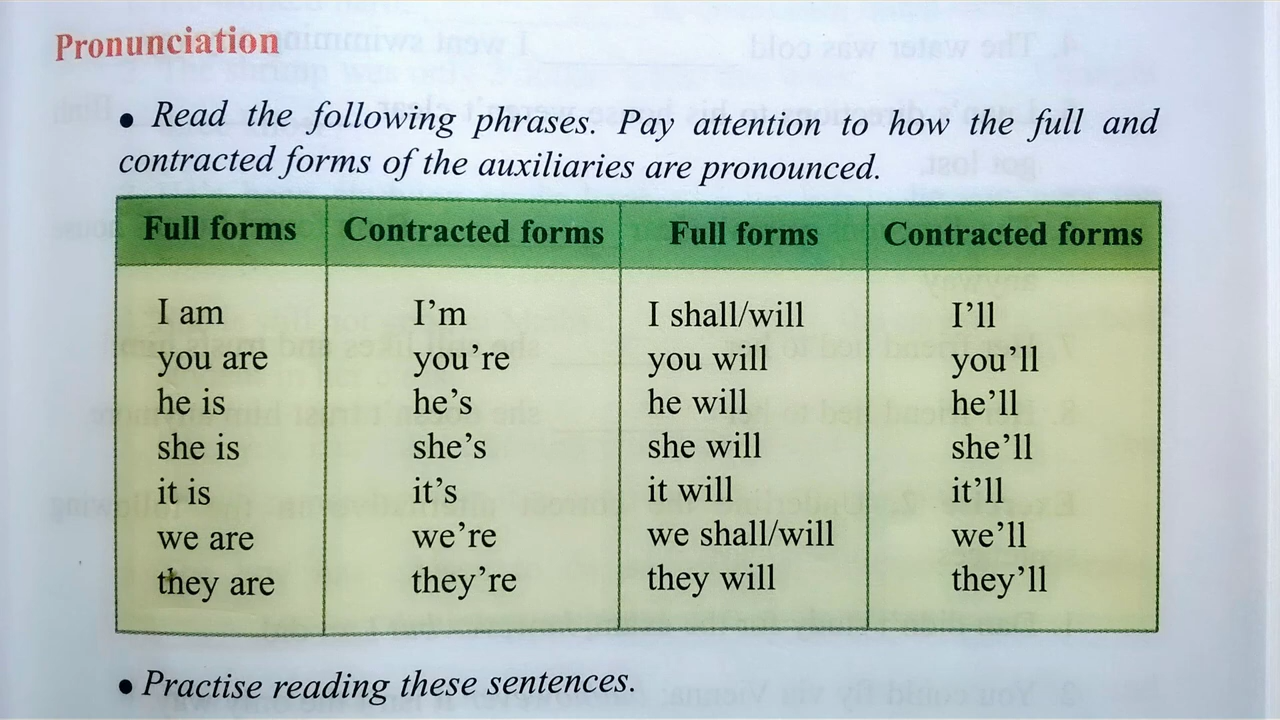 Pronunciation
• Read the following phrases. Pay attention to how the full and
contracted forms of the auxiliaries are pronounced.
Full forms Contracted forms Full forms Contracted forms
I am I’m I shall/will I’ll
you are you’re you will you’ll
he is he’s he will he’ll
she is she’s she will she’ll
it is it’s it will it’ll
we are we’re we shall/will we’ll
they are they’re they will they’ll
• Practise reading these sentences.